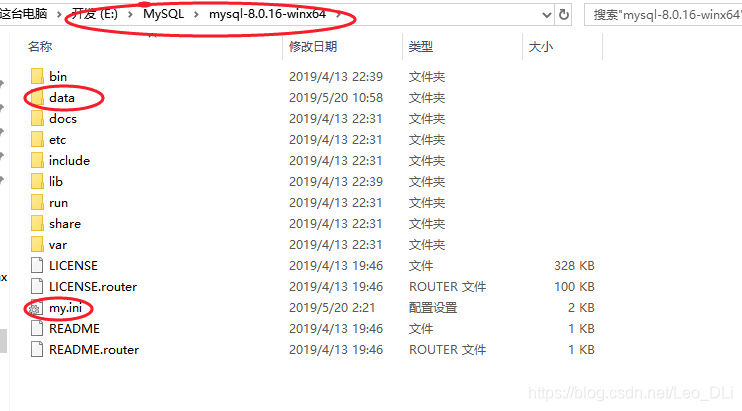 这台电脑 > 开发 (E:) > MySQL > mysql-8.0.16-winx64 > 搜索"mysql-8.0.16-winx64"
名称 修改日期 类型 大小
bin 2019/4/13 22:39 文件夹
data 2019/5/20 10:58 文件夹
docs 2019/4/13 22:31 文件夹
etc 2019/4/13 22:31 文件夹
include 2019/4/13 22:31 文件夹
lib 2019/4/13 22:39 文件夹
run 2019/4/13 22:31 文件夹
share 2019/4/13 22:31 文件夹
var 2019/4/13 22:31 文件夹
LICENSE 2019/4/13 19:46 文件 328 KB
LICENSE.router 2019/4/13 19:46 ROUTER 文件 100 KB
my.ini 2019/5/20 2:21 配置设置 2 KB
README 2019/4/13 19:46 文件 1 KB
README.router 2019/4/13 19:46 ROUTER 文件 1 KB
https://blog.csdn.net/Leo_DLi